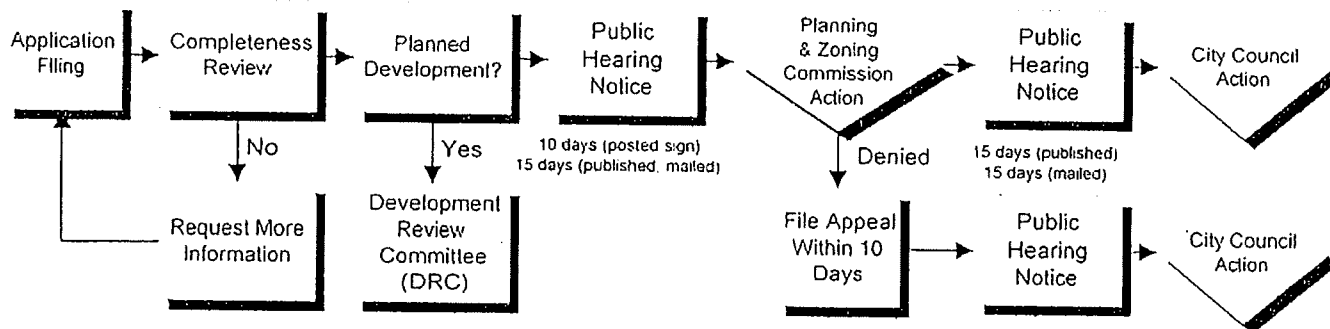 Application
Filing
Completeness
Review
Planned
Development?
Public
Hearing
Notice
Planning
& Zoning
Commission
Action
Public
Hearing
Notice
City Council
Action
No
Yes
10 days (posted sign)
15 days (published, mailed)
Denied
15 days (published)
15 days (mailed)
Request More
Information
Development
Review
Committee
(DRC)
File Appeal
Within 10
Days
Public
Hearing
Notice
City Council
Action